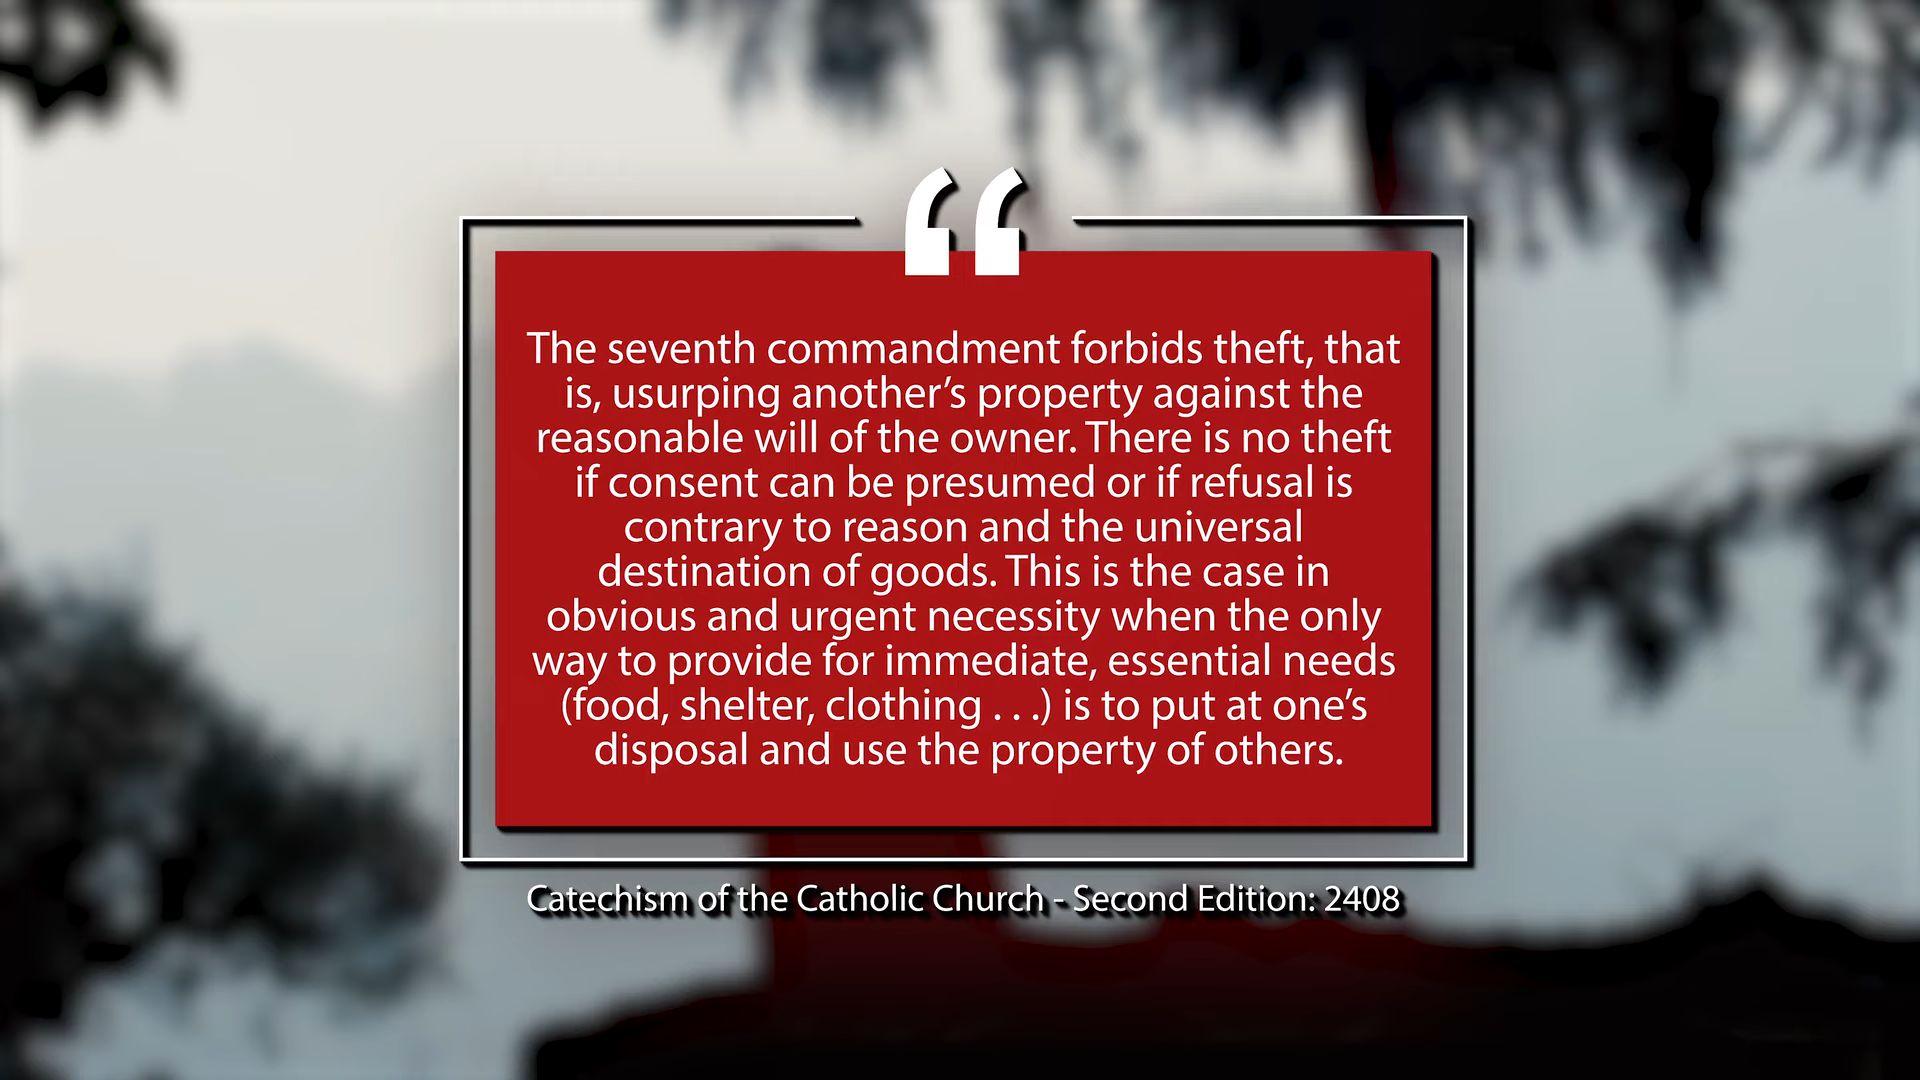 “
The seventh commandment forbids theft, that
is, usurping another’s property against the
reasonable will of the owner. There is no theft
if consent can be presumed or if refusal is
contrary to reason and the universal
destination of goods. This is the case in
obvious and urgent necessity when the only
way to provide for immediate, essential needs
(food, shelter, clothing . . .) is to put at one’s
disposal and use the property of others.
Catechism of the Catholic Church - Second Edition: 2408